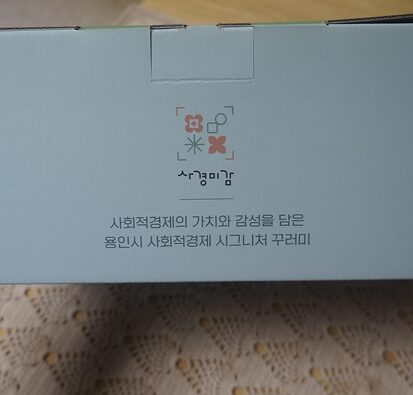 사경미감
사회적경제의 가치와 감성을 담은
용인시 사회적경제 시그니처 꾸러미